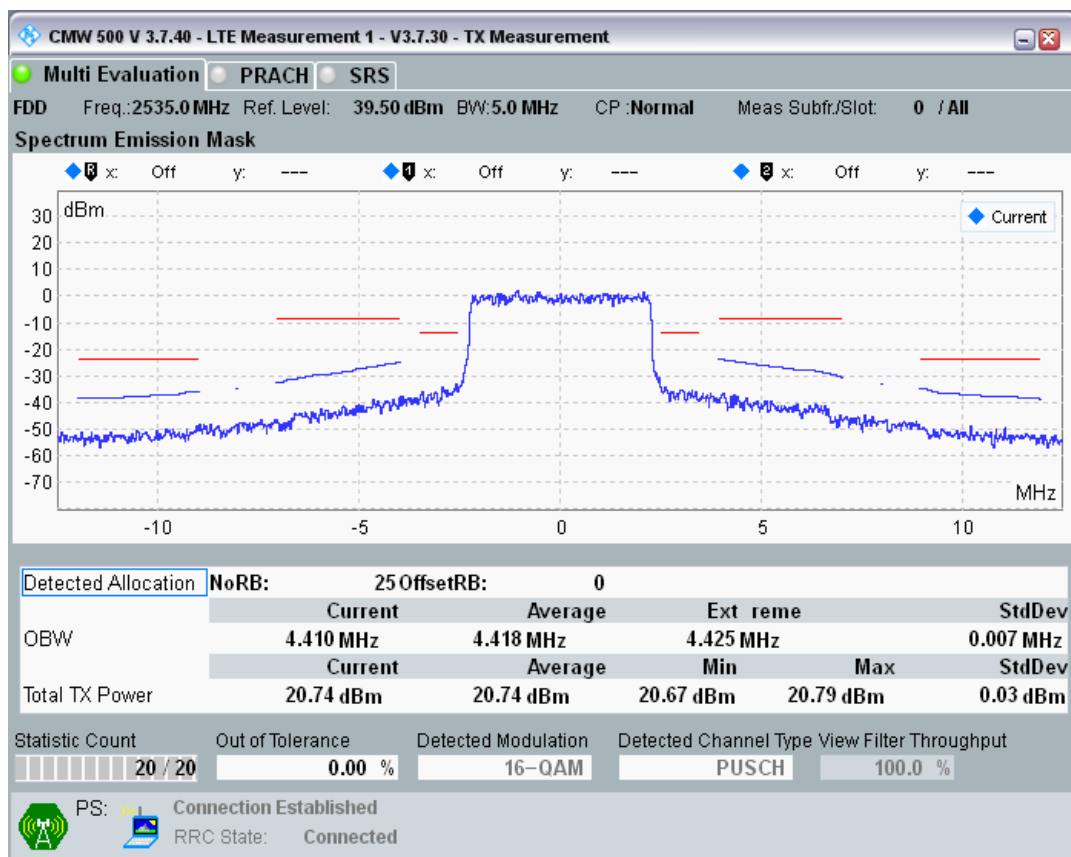 CMW 500 V 3.7.40 - LTE Measurement 1 - V3.7.30 - TX Measurement
Multi Evaluation PRACH SRS
FDD Freq.:2535.0 MHz Ref. Level: 39.50 dBm BW:5.0 MHz CP :Normal Meas Subfr./Slot: 0 / All
Spectrum Emission Mask
R x: Off y: --- 1 x: Off y: --- 2 x: Off y: ---
dBm
Current
30
20
10
0
-10
-20
-30
-40
-50
-60
-70
MHz
-10 -5 0 5 10
Detected Allocation NoRB: 25 OffsetRB: 0
Current Average Ext reme StdDev
OBW 4.410 MHz 4.418 MHz 4.425 MHz 0.007 MHz
Current Average Min Max StdDev
Total TX Power 20.74 dBm 20.74 dBm 20.67 dBm 20.79 dBm 0.03 dBm
Statistic Count Out of Tolerance Detected Modulation Detected Channel Type View Filter Throughput
20 / 20 0.00 % 16-QAM PUSCH 100.0 %
PS: Connection Established
RRC State: Connected